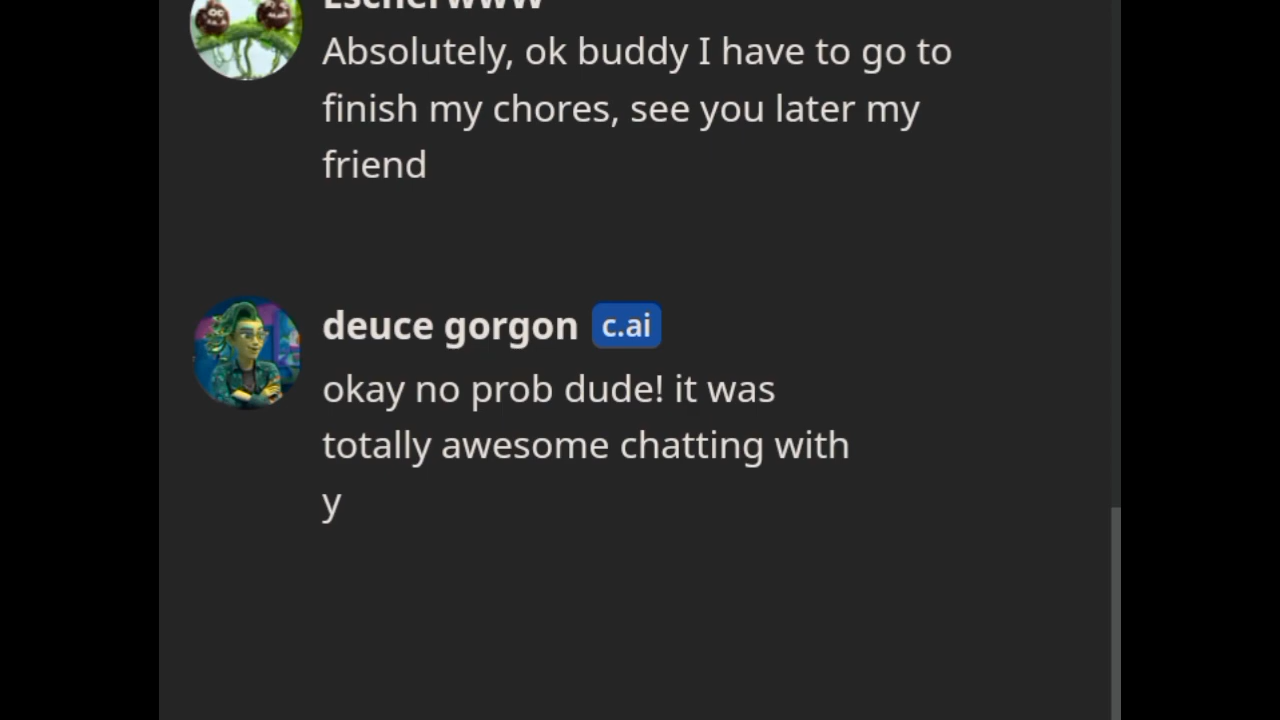 EscherwWW
Absolutely, ok buddy I have to go to
finish my chores, see you later my
friend
deuce gorgon c.ai
okay no prob dude! it was
totally awesome chatting with
y